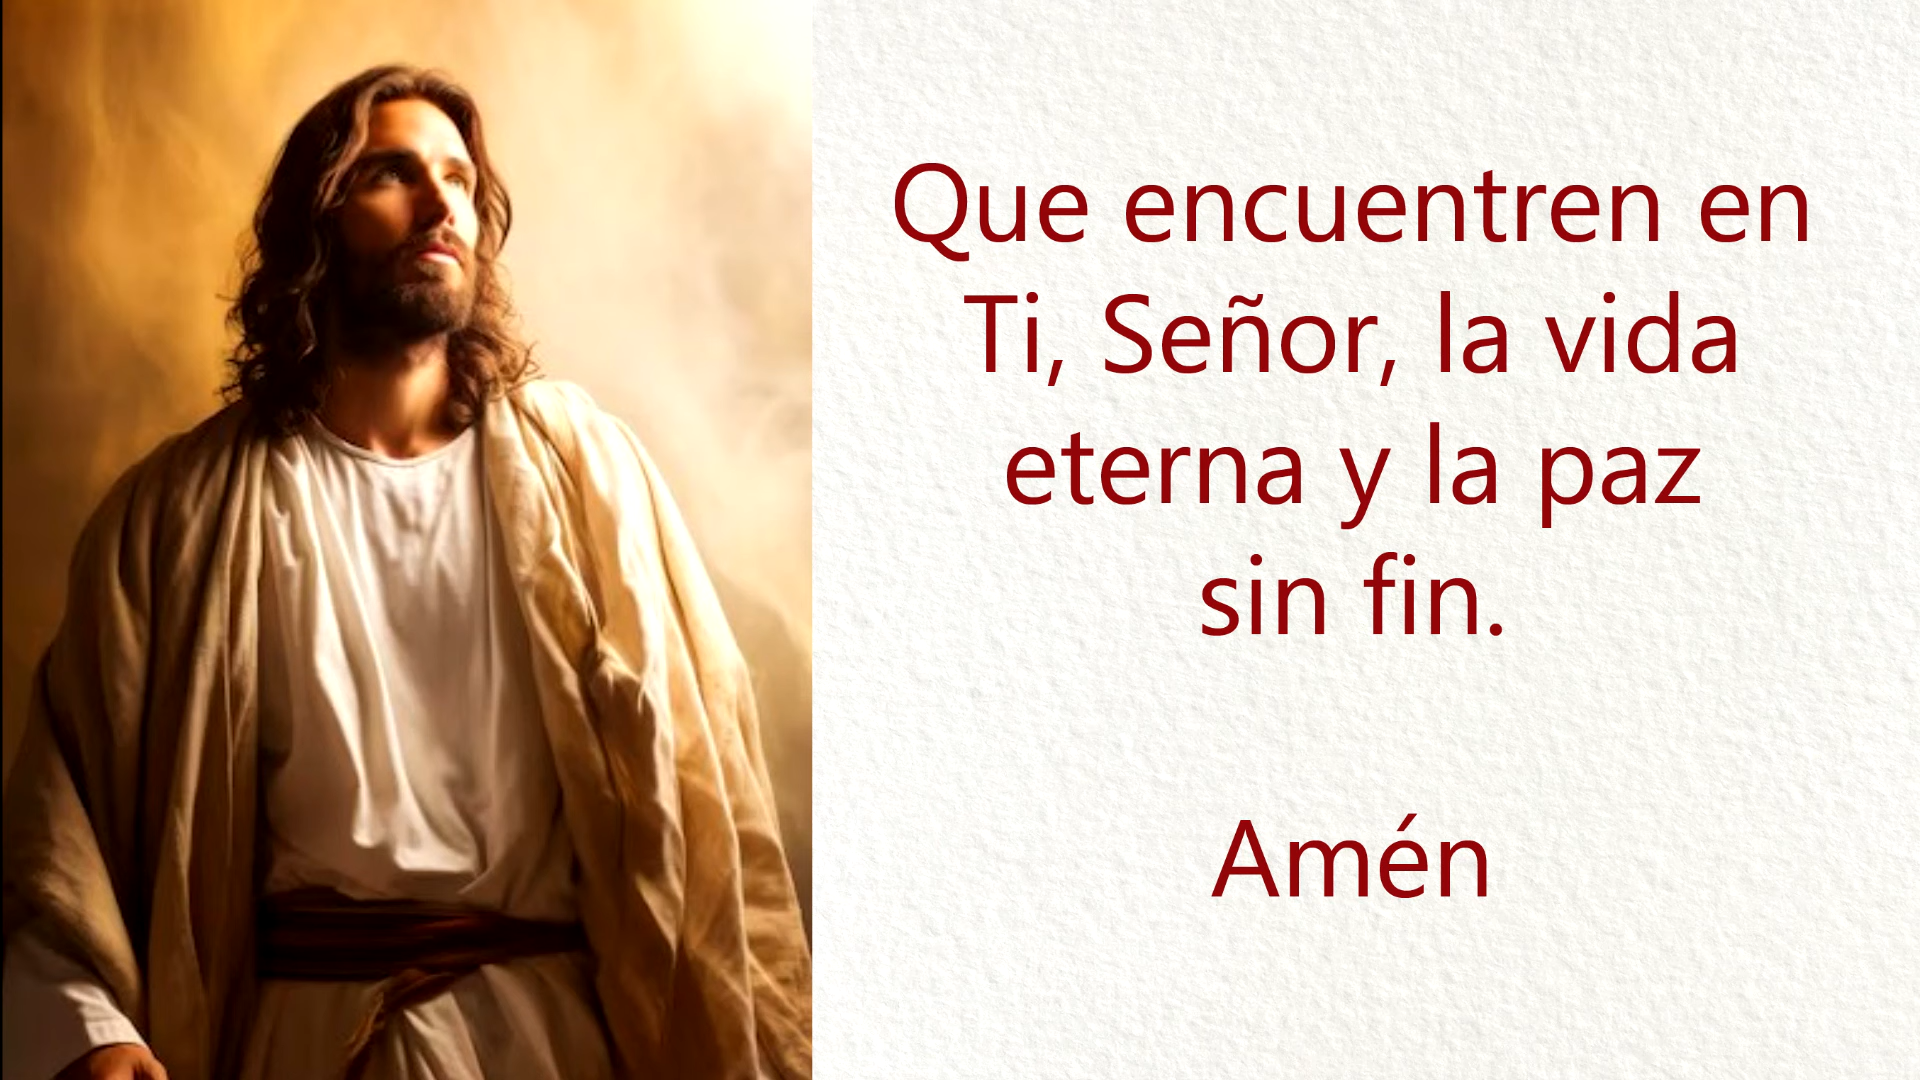 Que encuentren en
Ti, Señor, la vida
eterna y la paz
sin fin.
Amén